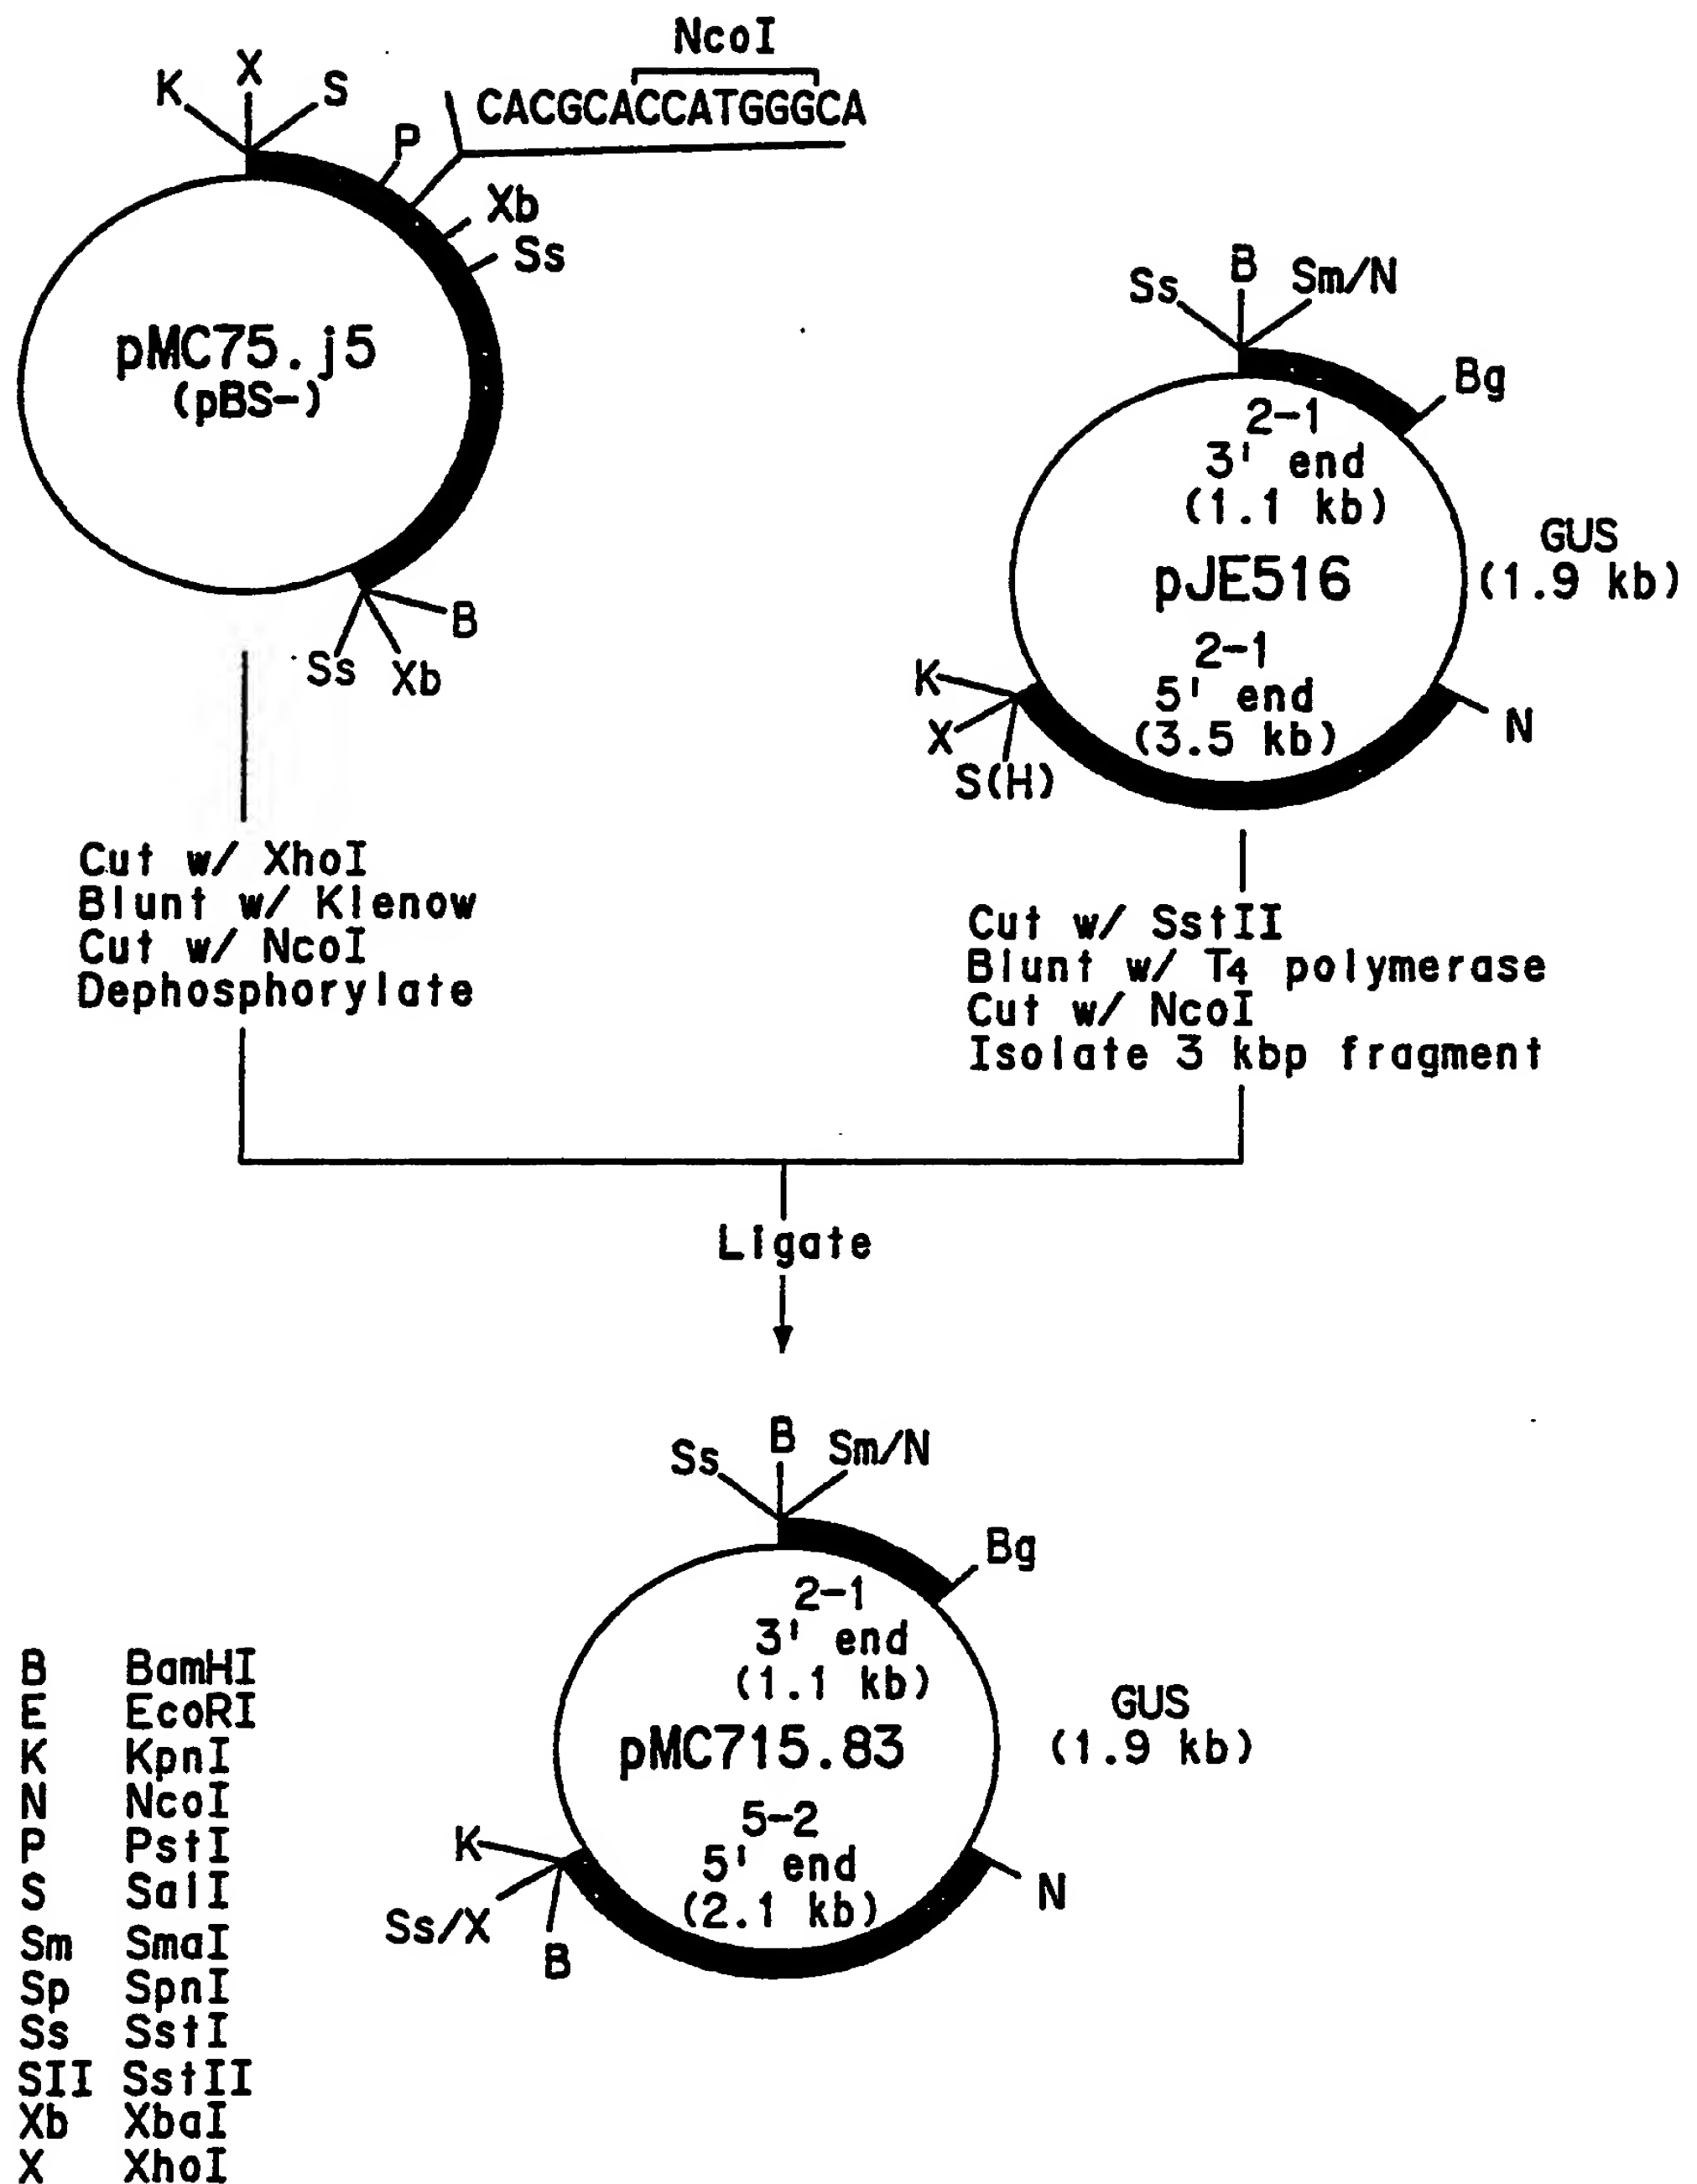 NcoI
CACGCACCATGGGCA
K
X
S
P
Xb
Ss
pMC75.j5
(pBS-)
B
Xb
Ss
Ss
B
Sm/N
Bg
2-1
3' end
(1.1 kb)
GUS
(1.9 kb)
pJE516
2-1
5' end
(3.5 kb)
K
X
S(H)
N
Cut w/ XhoI
Blunt w/ Klenow
Cut w/ NcoI
Dephosphorylate
Cut w/ SstII
Blunt w/ T4 polymerase
Cut w/ NcoI
Isolate 3 kbp fragment
Ligate
Ss
B
Sm/N
Bg
2-1
3' end
(1.1 kb)
GUS
(1.9 kb)
pMC715.83
5-2
5' end
(2.1 kb)
K
Ss/X
B
N
B BamHI
E EcoRI
K KpnI
N NcoI
P PstI
S SalI
Sm SmaI
Sp SpnI
Ss SstI
SII SstII
Xb XbaI
X XhoI